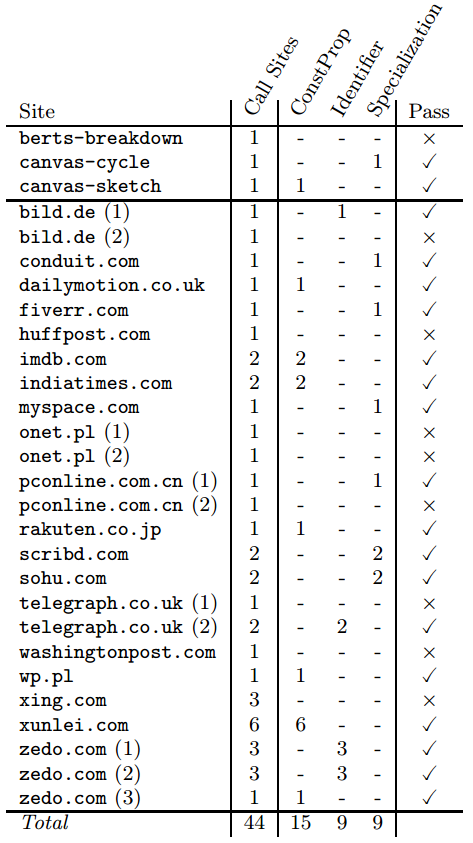 Site Call Sites ConstProp Identifier Specialization Pass
berts-breakdown 1 - - - ×
canvas-cycle 1 - - 1 ✓
canvas-sketch 1 1 - - ✓
bild.de (1) 1 - 1 - ✓
bild.de (2) 1 - - - ×
conduit.com 1 - - 1 ✓
dailymotion.co.uk 1 1 - - ✓
fiverr.com 1 - - 1 ✓
huffpost.com 1 - - - ×
imdb.com 2 2 - - ✓
indiatimes.com 2 2 - - ✓
myspace.com 1 - - 1 ✓
onet.pl (1) 1 - - - ×
onet.pl (2) 1 - - - ×
pconline.com.cn (1) 1 - - 1 ✓
pconline.com.cn (2) 1 - - - ×
rakuten.co.jp 1 1 - - ✓
scribd.com 2 - - 2 ✓
sohu.com 2 - - 2 ✓
telegraph.co.uk (1) 1 - - - ×
telegraph.co.uk (2) 2 - 2 - ✓
washingtonpost.com 1 - - - ×
wp.pl 1 1 - - ✓
xing.com 3 - - - ×
xunlei.com 6 6 - - ✓
zedo.com (1) 3 - 3 - ✓
zedo.com (2) 3 - 3 - ✓
zedo.com (3) 1 1 - - ✓
Total 44 15 9 9